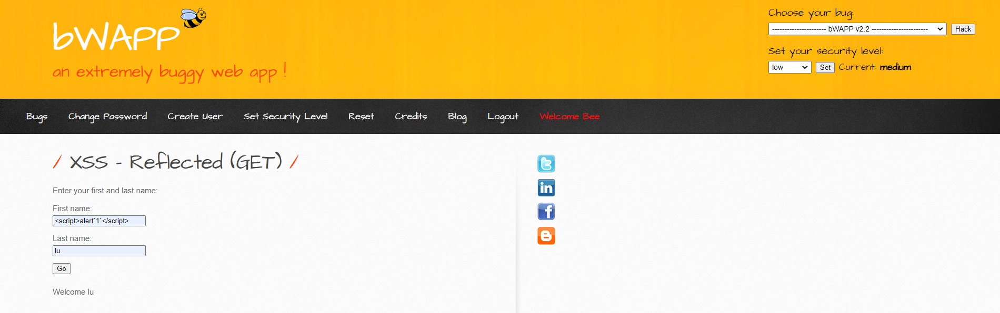 bWAPP
an extremely buggy web app !
Choose your bug:
---------------------- bWAPP v2.2 ----------------------- Hack
Set your security level:
low Set Current: medium
Bugs Change Password Create User Set Security Level Reset Credits Blog Logout Welcome Bee
/ XSS - Reflected (GET) /
Enter your first and last name:
First name:
<script>alert`1`</script>
Last name:
lu
Go
Welcome lu